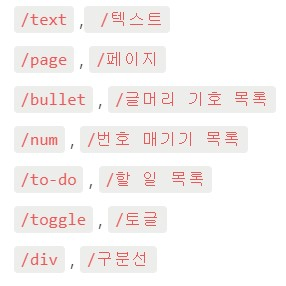 /text , /텍스트
/page , /페이지
/bullet , /글머리 기호 목록
/num , /번호 매기기 목록
/to-do , /할 일 목록
/toggle , /토글
/div , /구분선